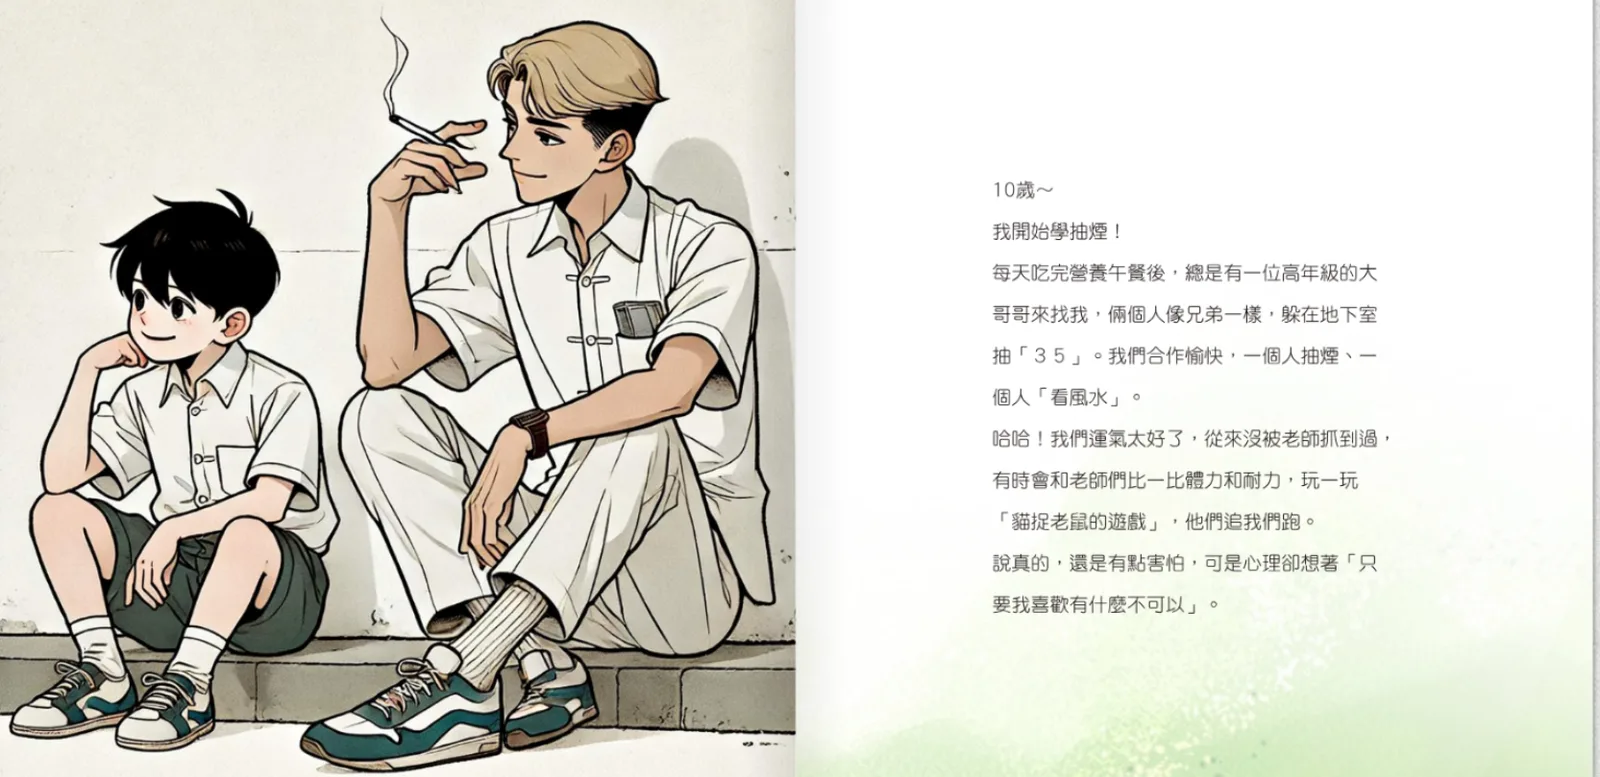 10歲～
我開始學抽煙！
每天吃完營養午餐後，總是有一位高年級的大
哥哥來找我，倆個人像兄弟一樣，躲在地下室
抽「３５」。我們合作愉快，一個人抽煙、一
個人「看風水」。
哈哈！我們運氣太好了，從來沒被老師抓到過，
有時會和老師們比一比體力和耐力，玩一玩
「貓捉老鼠的遊戲」，他們追我們跑。
說真的，還是有點害怕，可是心理卻想著「只
要我喜歡有什麼不可以」。